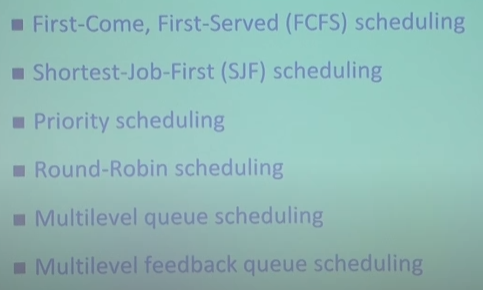 First-Come, First-Served (FCFS) scheduling
Shortest-Job-First (SJF) scheduling
Priority scheduling
Round-Robin scheduling
Multilevel queue scheduling
Multilevel feedback queue scheduling